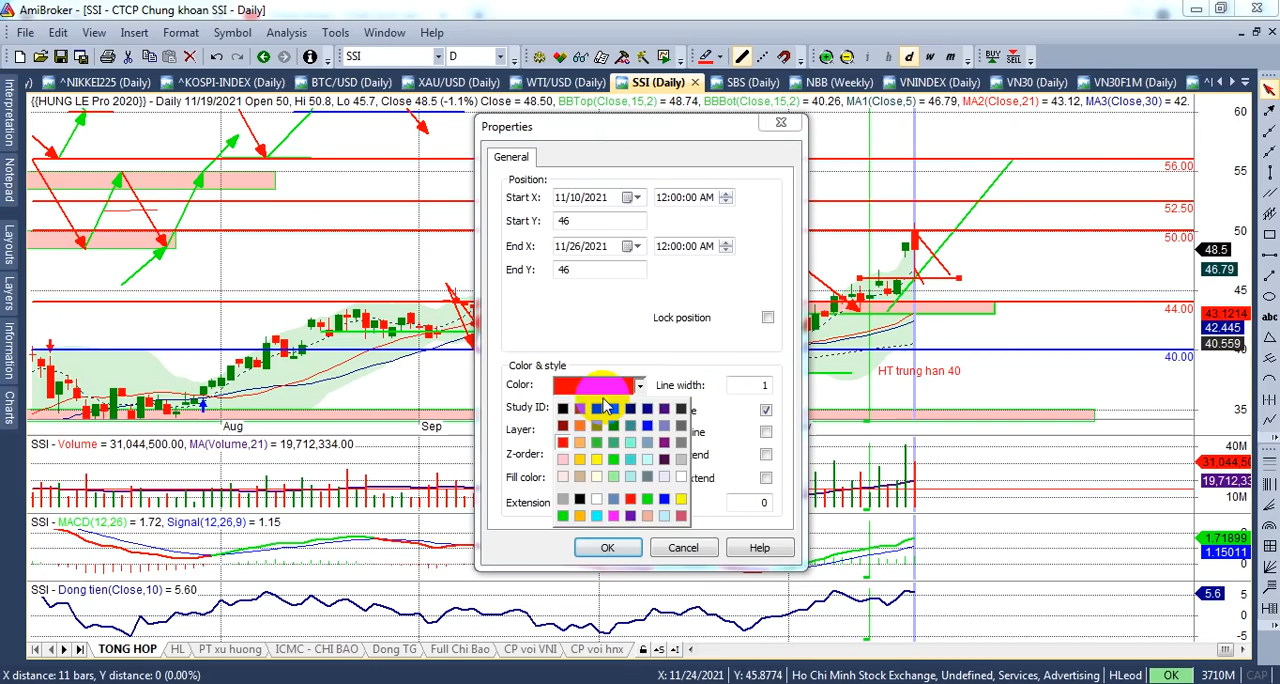 AmiBroker - [SSI - CTCP Chung khoan SSI - Daily]
File Edit View Insert Format Symbol Analysis Tools Window Help
SSI D i h d w m BUY SELL
y) ^NIKKEI225 (Daily) ^KOSPI-INDEX (Daily) BTC/USD (Daily) XAU/USD (Daily) WTI/USD (Daily) SSI (Daily) SBS (Daily) NBB (Weekly) VNINDEX (Daily) VN30 (Daily) VN30F1M (Daily) ^I
{{HUNG LE Pro 2020}} - Daily 11/19/2021 Open 50, Hi 50.8, Lo 45.7, Close 48.5 (-1.1%) Close = 48.50, BBTop(Close,15,2) = 48.74, BBBot(Close,15,2) = 40.26, MA1(Close,5) = 46.79, MA2(Close,21) = 43.12, MA3(Close,30) = 42.
Interpretation
Notepad
Layouts
Layers
Information
Charts
Properties
General
Position:
Start X: 11/10/2021 12:00:00 AM
Start Y: 46
End X: 11/26/2021 12:00:00 AM
End Y: 46
Lock position
Color & style
Color: Line width: 1
Study ID: e
Layer: ine
Z-order: end
Fill color: xtend
Extension 0
OK Cancel Help
60
56.00
55
52.50
50.00
50
48.5
46.79
45
44.00
43.1214
42.445
40.559
40
40.00
35
HT trung han 40
Aug Sep
abc
SSI - Volume = 31,044,500.00, MA(Volume,21) = 19,712,334.00
40M
31,044,50
19,712,33
10M
SSI - MACD(12,26) = 1.72, Signal(12,26,9) = 1.15
1.71899
1.15011
0
SSI - Dong tien(Close,10) = 5.60
5.6
0
-5
TONG HOP HL PT xu huong ICMC - CHI BAO Dong TG Full Chi Bao CP voi VNI CP voi hnx
X distance: 11 bars, Y distance: 0 (0.00%) X: 11/24/2021 Y: 45.8774 Ho Chi Minh Stock Exchange, Undefined, Services, Advertising HLeod OK 3710M CAP